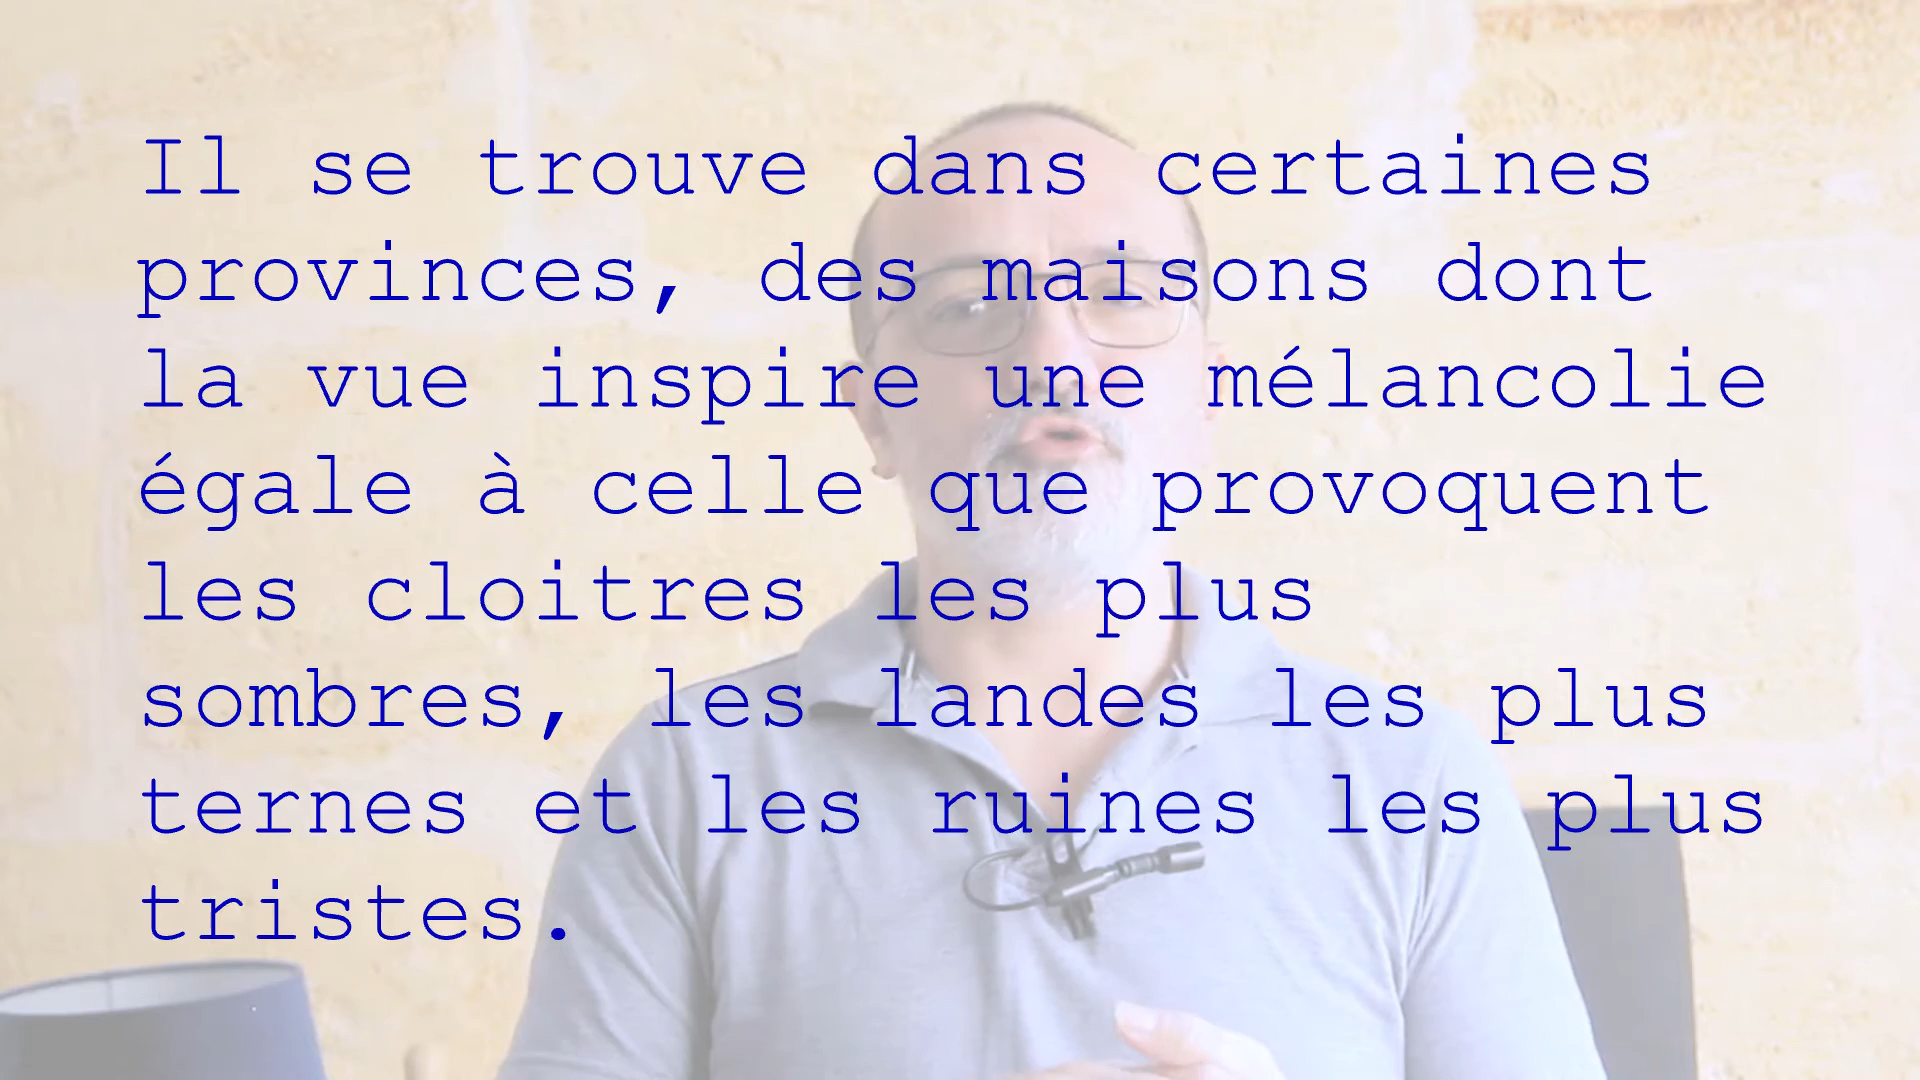 Il se trouve dans certaines
provinces, des maisons dont
la vue inspire une mélancolie
égale à celle que provoquent
les cloitres les plus
sombres, les landes les plus
ternes et les ruines les plus
tristes.